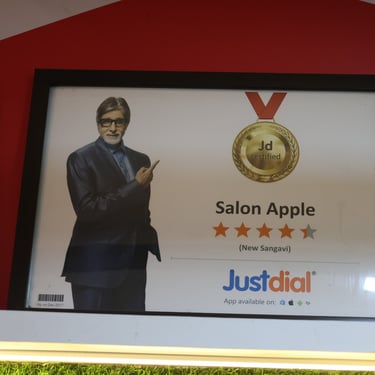 Jd
Certified
Salon Apple
(New Sangavi)
Justdial®
App available on: